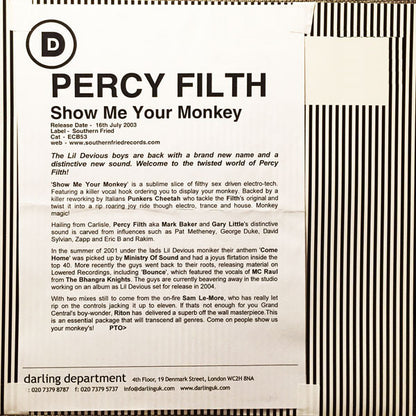 D
PERCY FILTH
Show Me Your Monkey
Release Date - 16th July 2003
Label - Southern Fried
Cat - ECB53
web - www.southernfriedrecords.com
The Lil Devious boys are back with a brand new name and a
distinctive new sound. Welcome to the twisted world of Percy
Filth!
'Show Me Your Monkey' is a sublime slice of filthy sex driven electro-tech.
Featuring a killer vocal hook ordering you to display your monkey. Backed by a
killer reworking by Italians Punkers Cheetah who tackle the Filth's original and
twist it into a rip roaring joy ride though electro, trance and house. Monkey
magic!
Hailing from Carlisle, Percy Filth aka Mark Baker and Gary Little's distinctive
sound is carved from influences such as Pat Metheney, George Duke, David
Sylvian, Zapp and Eric B and Rakim.
In the summer of 2001 under the lads Lil Devious moniker their anthem 'Come
Home' was picked up by Ministry Of Sound and had a joyus flirtation inside the
top 40. More recently the guys went back to their roots, releasing material on
Lowered Recordings, including 'Bounce', which featured the vocals of MC Raul
from The Bhangra Knights. The guys are currently beavering away in the studio
working on an album as Lil Devious set for release in 2004.
With two mixes still to come from the on-fire Sam Le-More, who has really let
rip on the controls jacking it up to eleven. If thats not enough for you Grand
Central's boy-wonder, Riton has delivered a superb off the wall masterpiece.This
is an essential package that will transcend all genres. Come on people show us
your monkey's! PTO>
darling department 4th Floor, 19 Denmark Street, London WC2H 8NA
t: 020 7379 8787 f: 020 7379 5737 info@darlinguk.com www.darlinguk.com